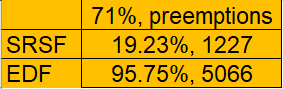 71%, preemptions
SRSF 19.23%, 1227
EDF 95.75%, 5066